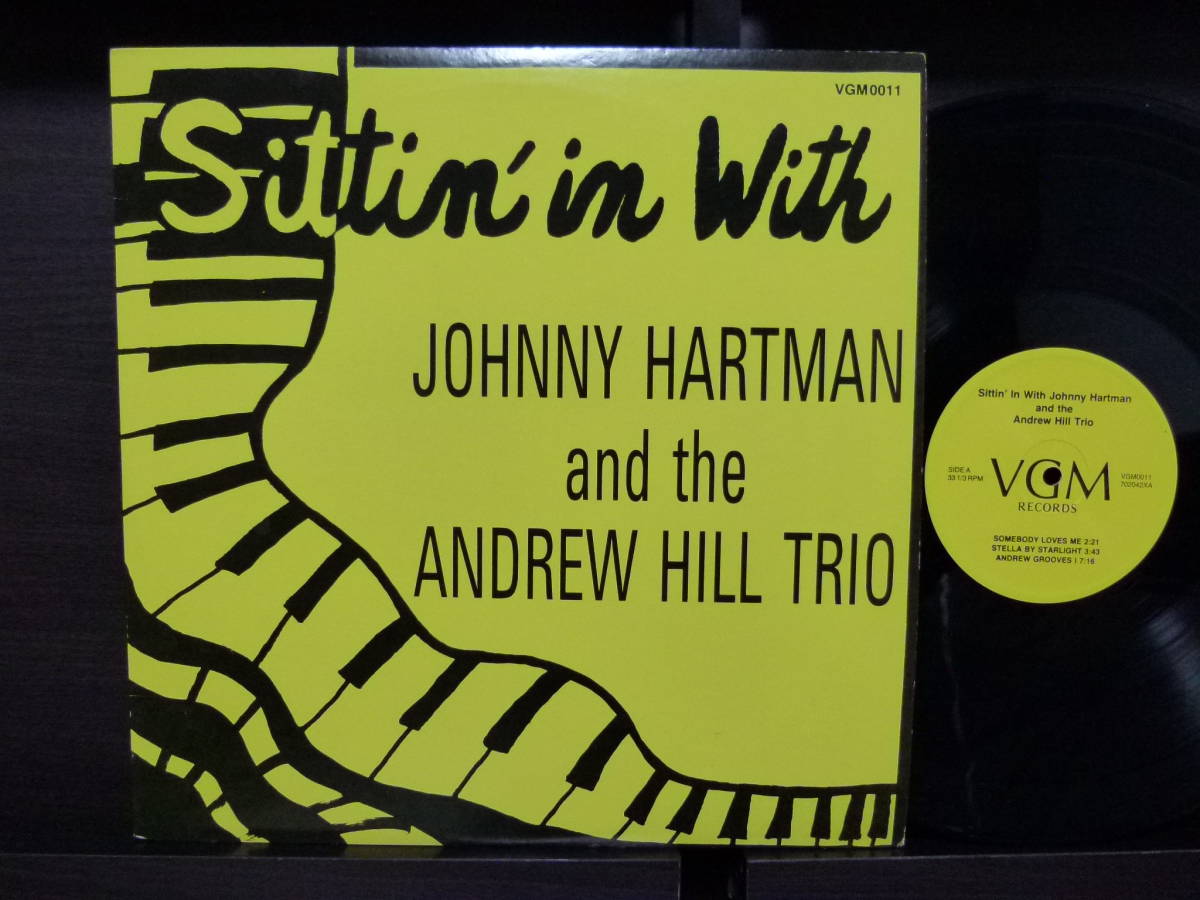 VGM0011
Sittin' in With
JOHNNY HARTMAN
and the
ANDREW HILL TRIO
Sittin' In With Johnny Hartman
and the
Andrew Hill Trio
SIDE A
33 1/3 RPM
VGM
RECORDS
VGM0011
702042XA
SOMEBODY LOVES ME 2:21
STELLA BY STARLIGHT 3:43
ANDREW GROOVES I 7:16